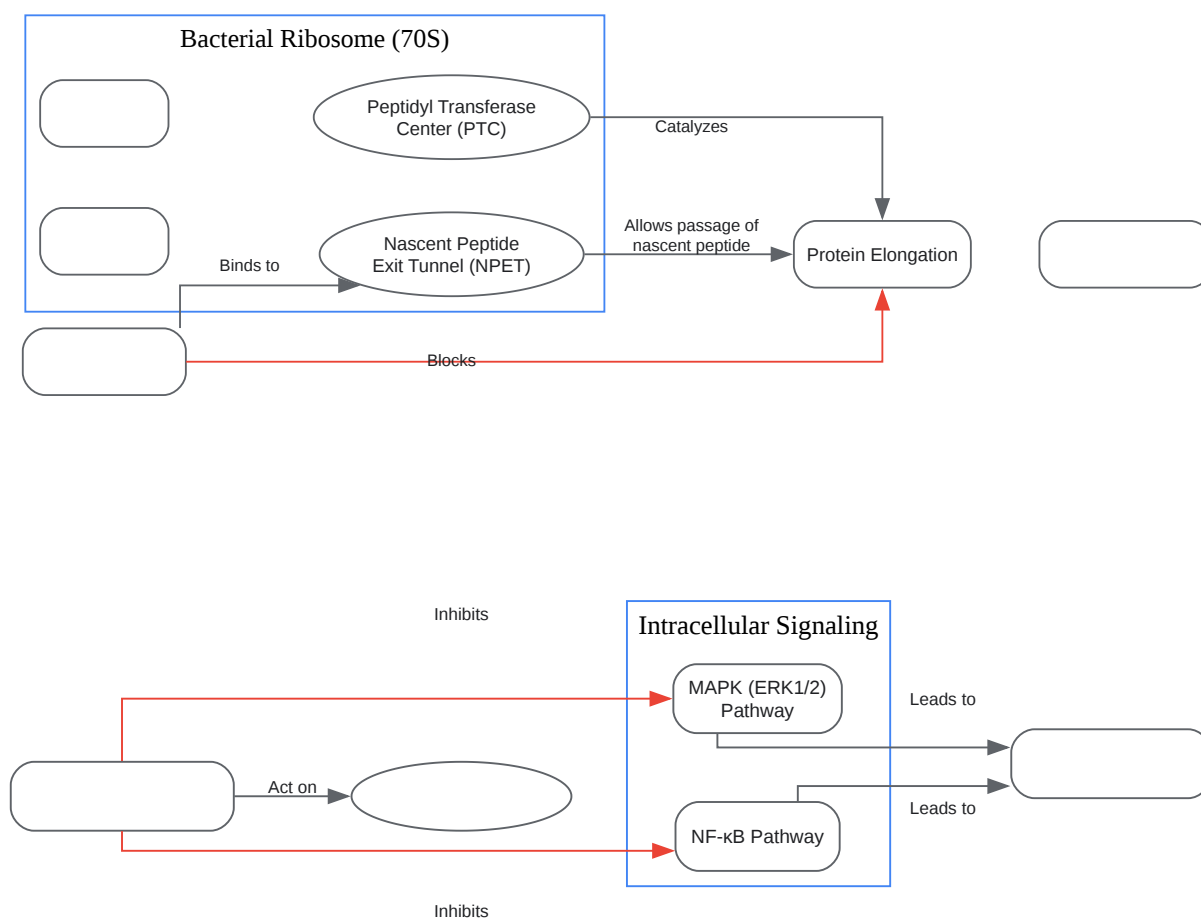 Bacterial Ribosome (70S)
Peptidyl Transferase
Center (PTC)
Catalyzes
Nascent Peptide
Exit Tunnel (NPET)
Allows passage of
nascent peptide
Protein Elongation
Binds to
Blocks
Inhibits
Intracellular Signaling
MAPK (ERK1/2)
Pathway
Leads to
Act on
NF-κB Pathway
Leads to
Inhibits